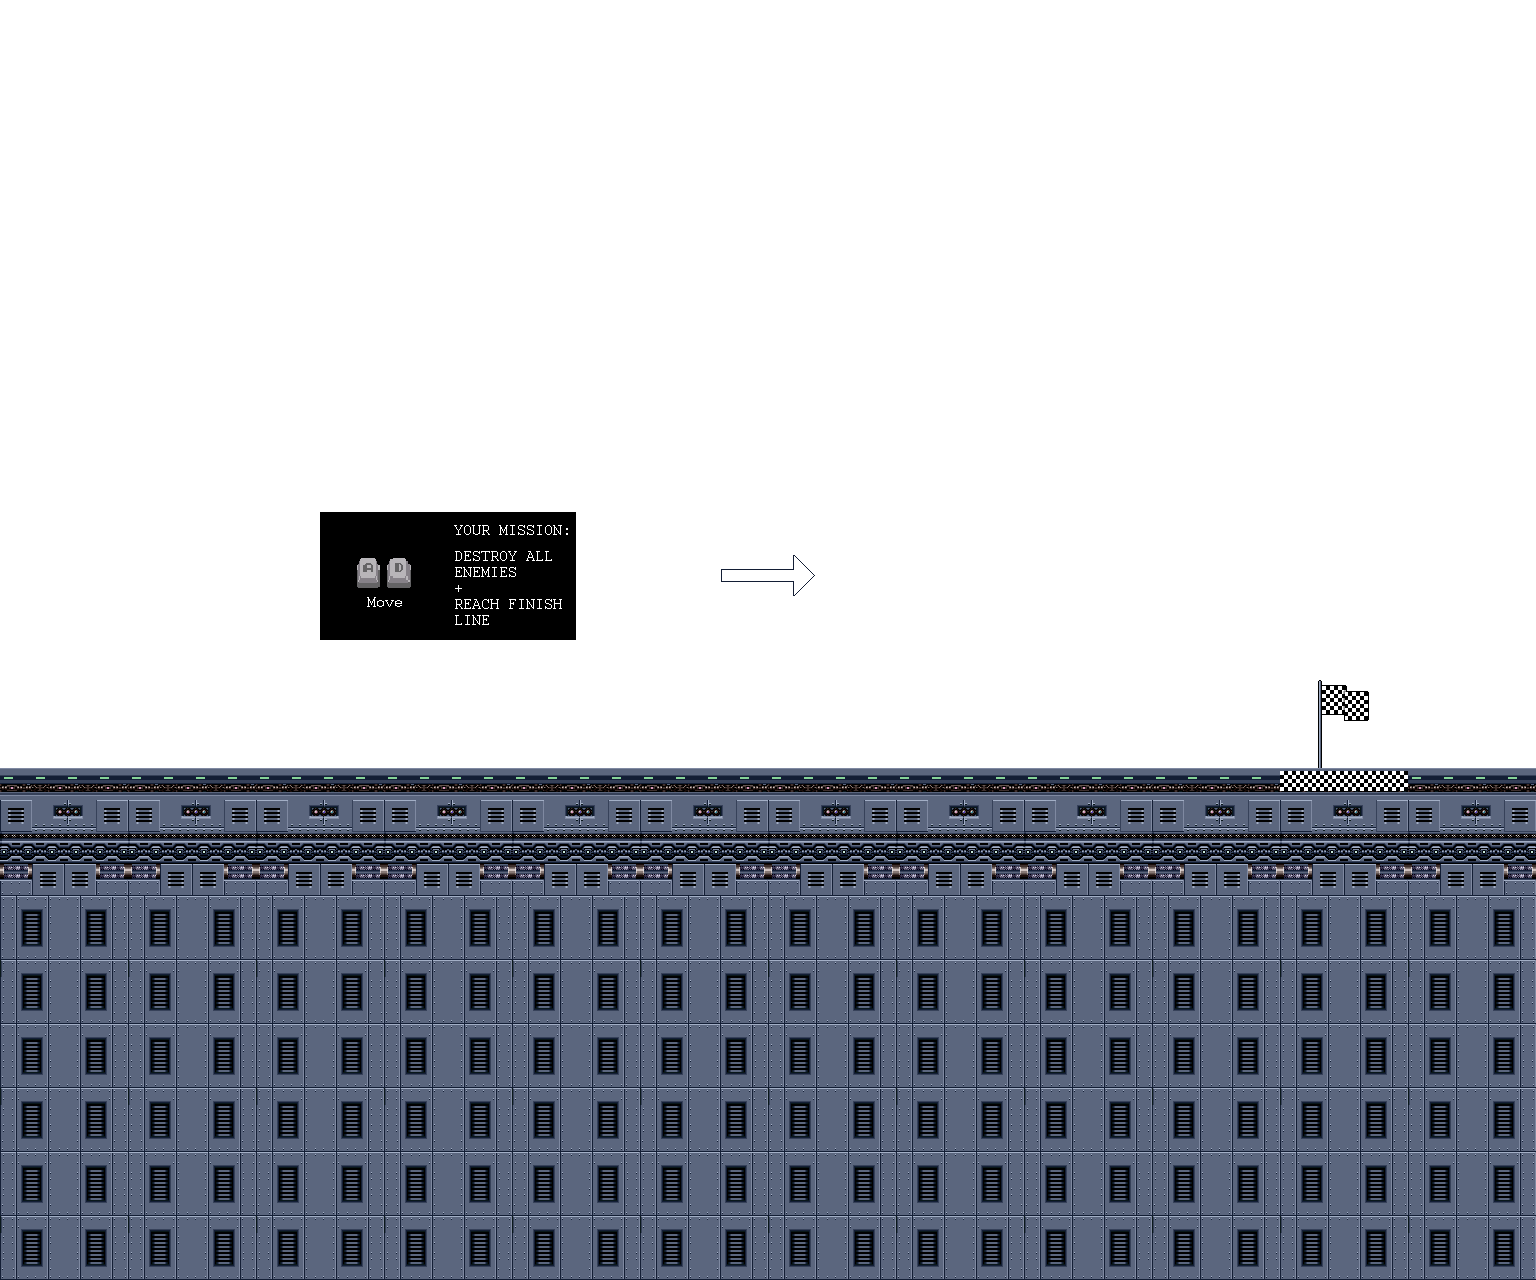 A D
Move
YOUR MISSION:
DESTROY ALL
ENEMIES
+
REACH FINISH
LINE